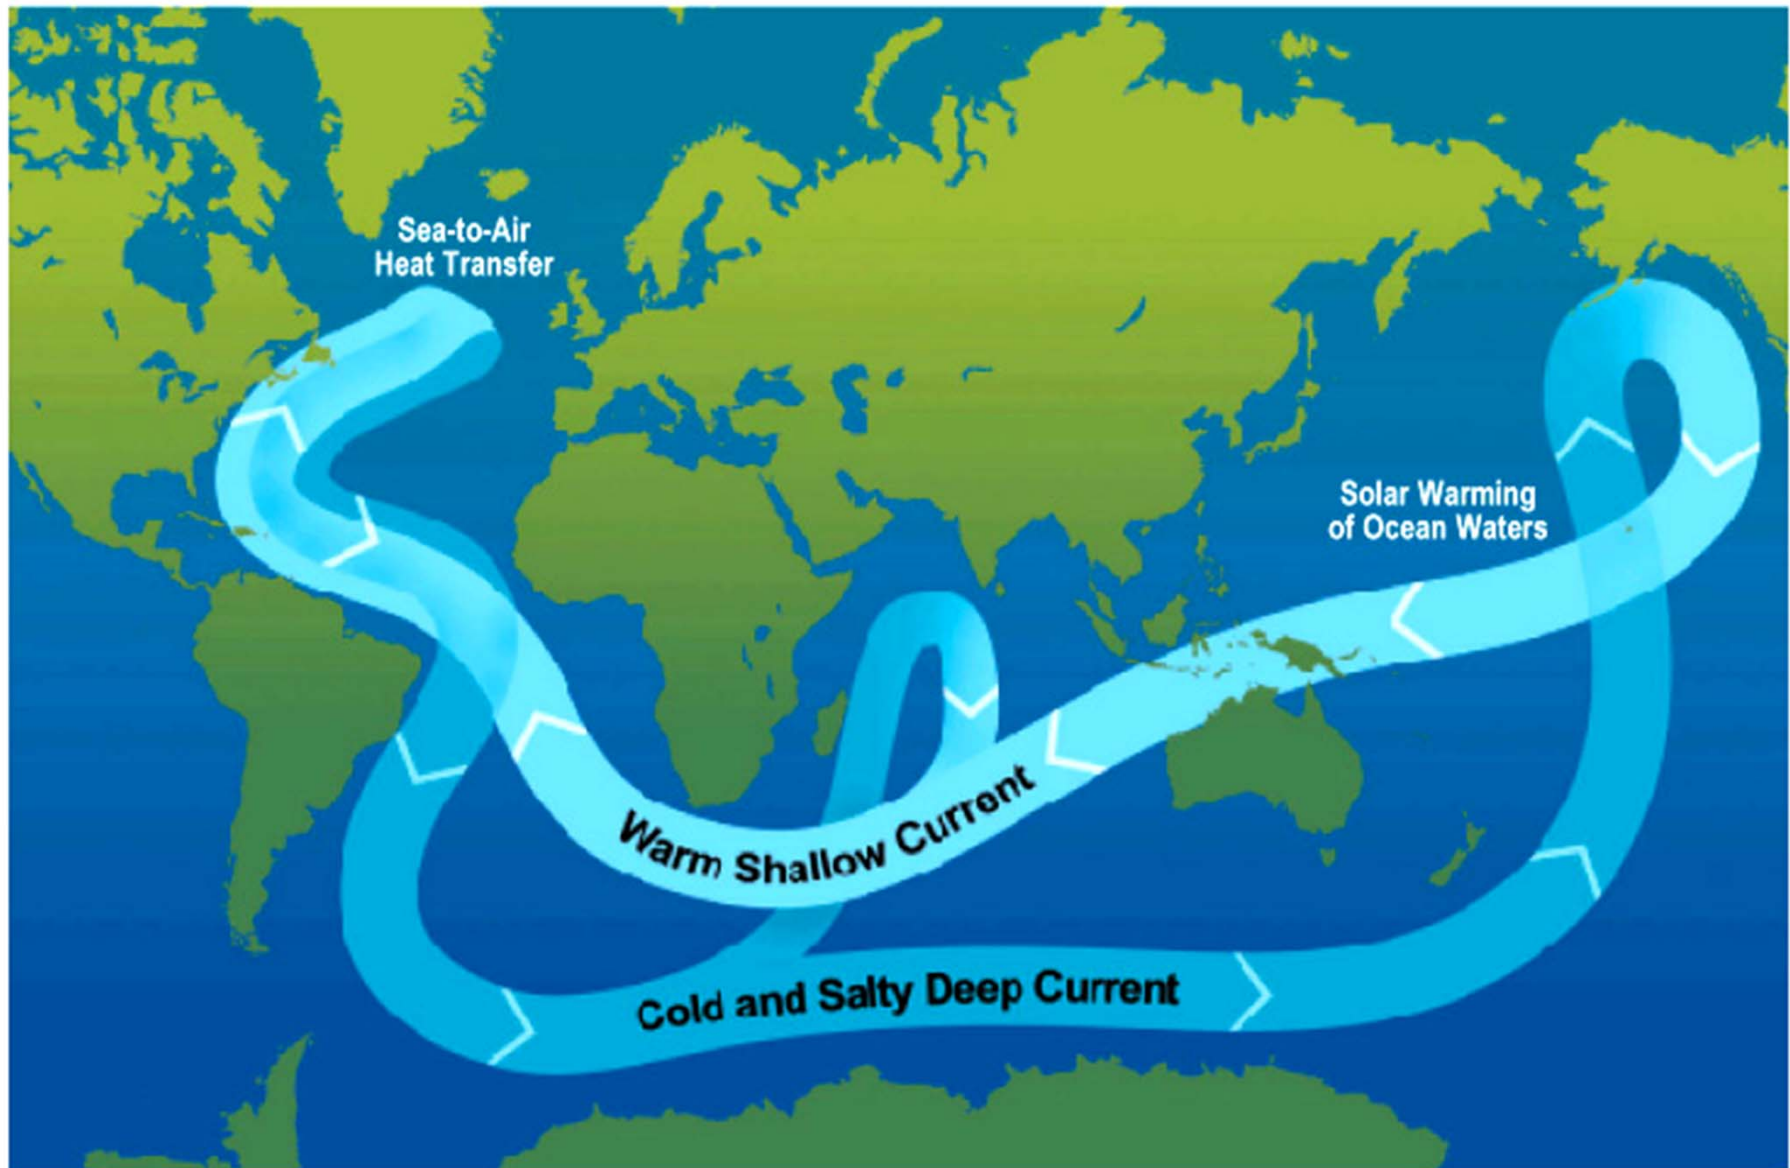 Sea-to-Air
Heat Transfer
Solar Warming
of Ocean Waters
Warm Shallow Current
Cold and Salty Deep Current